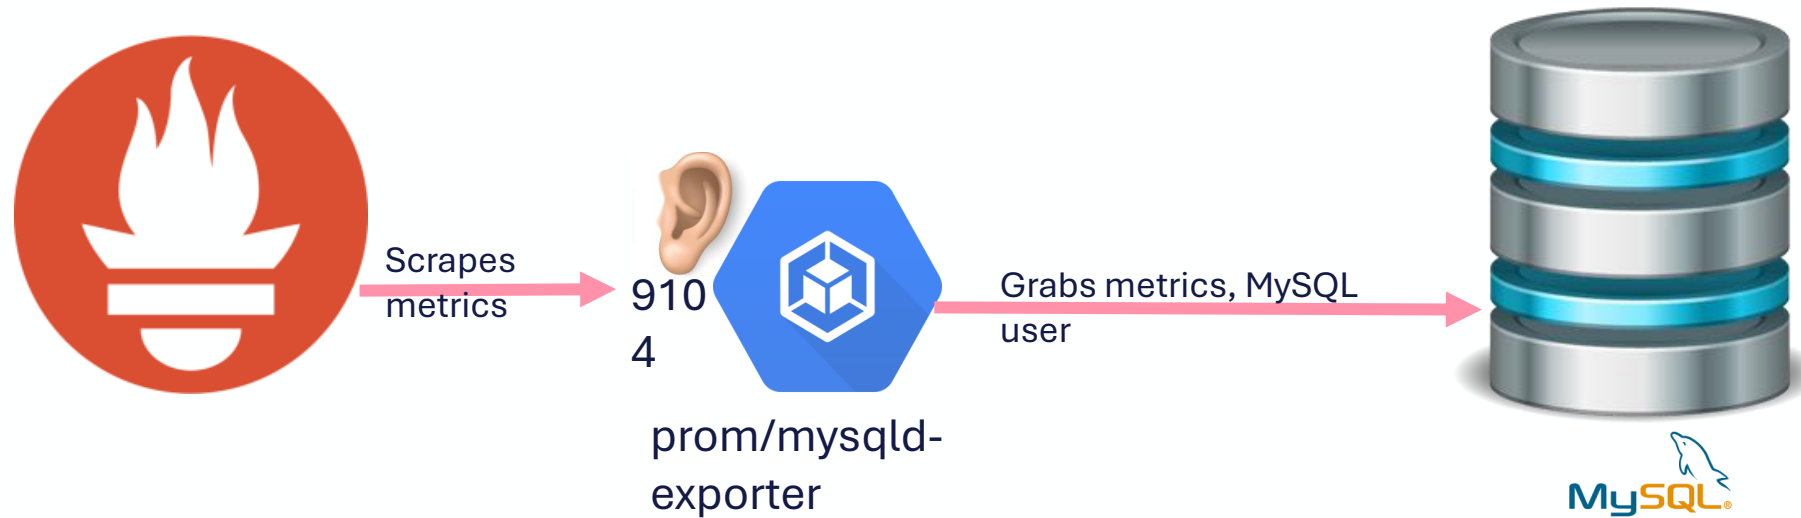 Scrapes
metrics
910
4
prom/mysqld-
exporter
Grabs metrics, MySQL
user
MySQL®